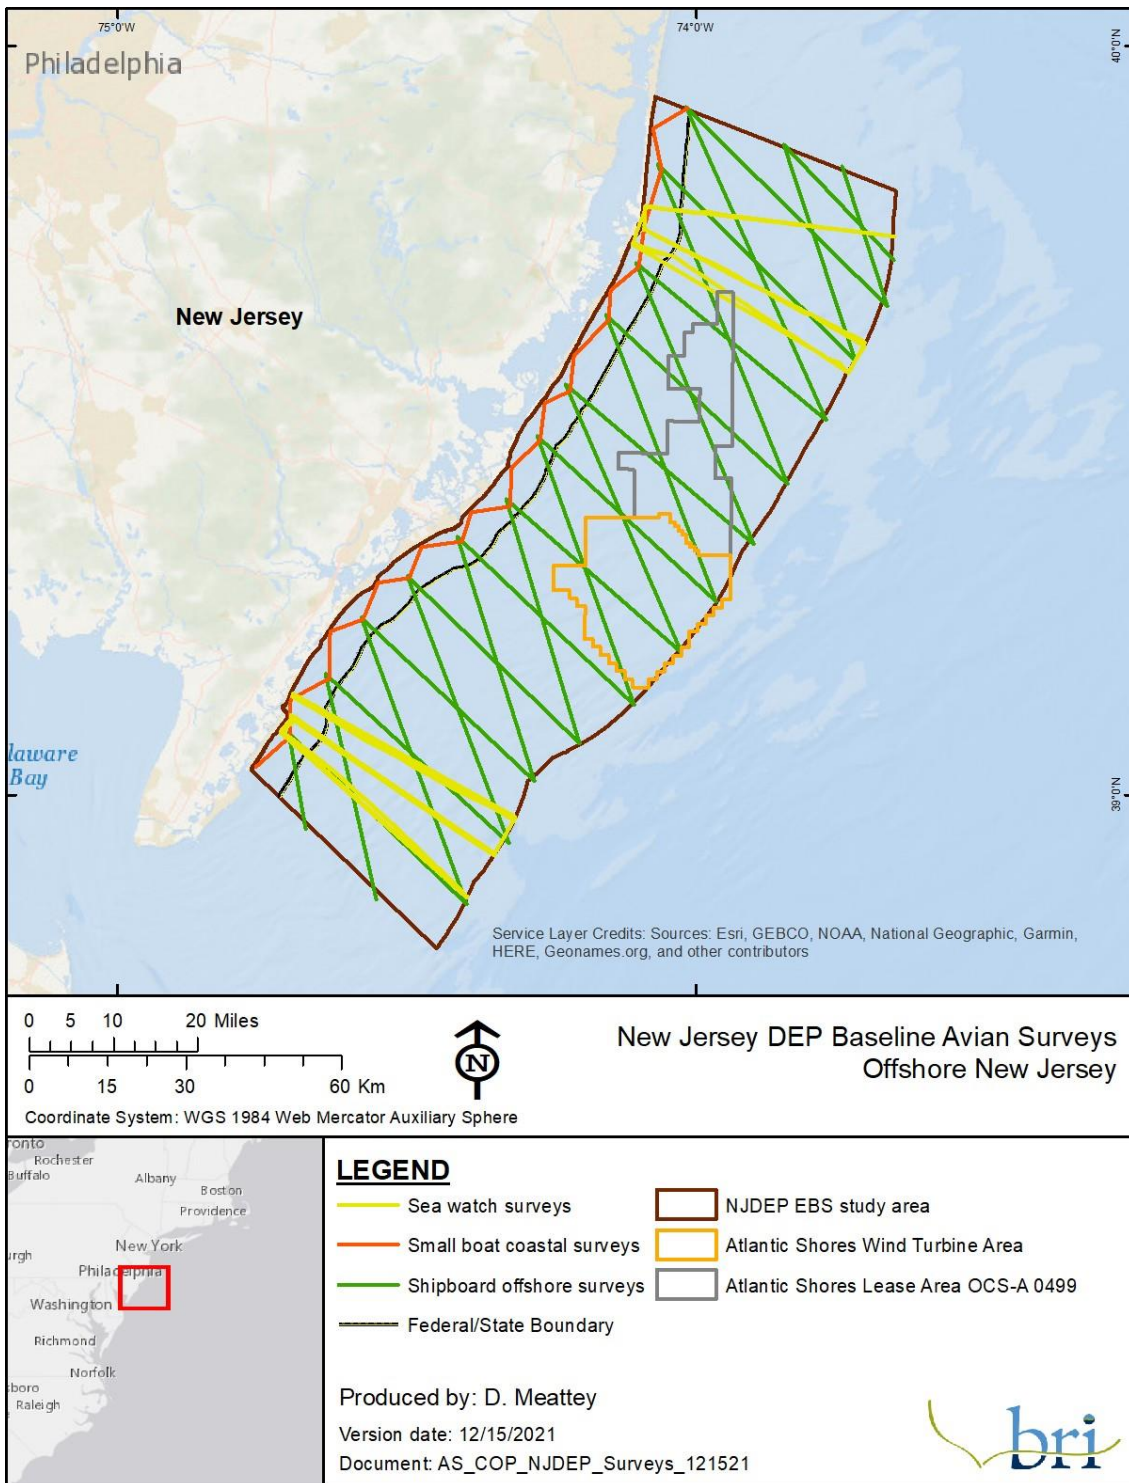 75°0'W
74°0'W
40°0'N
Philadelphia
New Jersey
laware
Bay
39°0'N
Service Layer Credits: Sources: Esri, GEBCO, NOAA, National Geographic, Garmin,
HERE, Geonames.org, and other contributors
0 5 10 20 Miles
0 15 30 60 Km
Coordinate System: WGS 1984 Web Mercator Auxiliary Sphere
N
New Jersey DEP Baseline Avian Surveys
Offshore New Jersey
ronto
Rochester
Buffalo
Albany
Boston
Providence
New York
urgh
Philadelphia
Washington
Richmond
Norfolk
sboro
Raleigh
LEGEND
Sea watch surveys
Small boat coastal surveys
Shipboard offshore surveys
Federal/State Boundary
NJDEP EBS study area
Atlantic Shores Wind Turbine Area
Atlantic Shores Lease Area OCS-A 0499
Produced by: D. Meattey
Version date: 12/15/2021
Document: AS_COP_NJDEP_Surveys_121521
bri